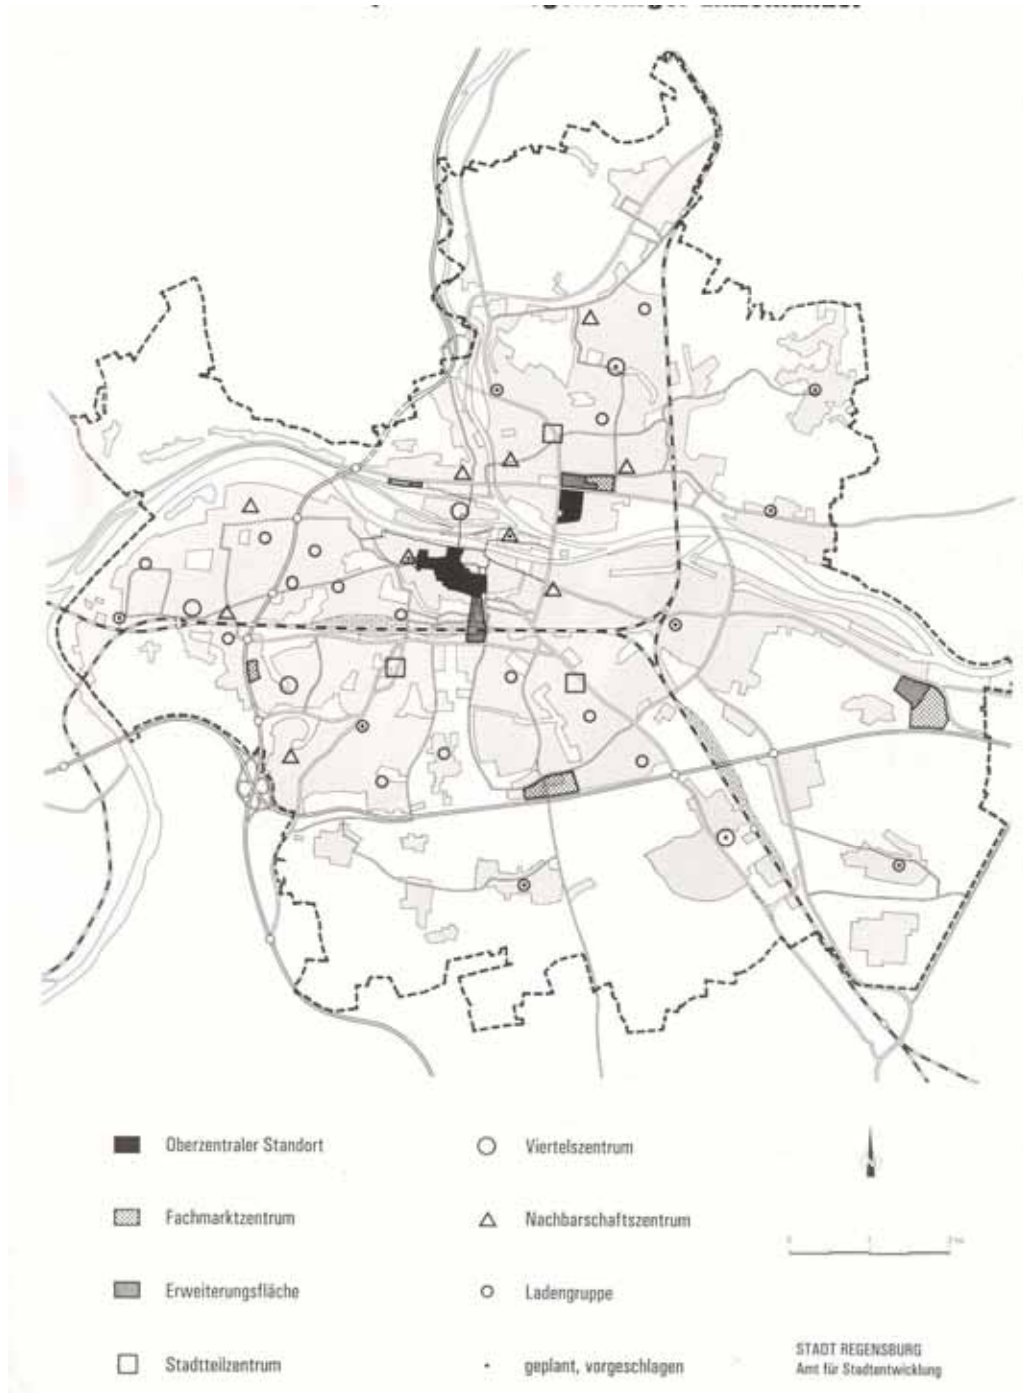 Oberzentraler Standort
Viertelszentrum
Fachmarktzentrum
Nachbarschaftszentrum
Erweiterungsfläche
Ladengruppe
Stadtteilzentrum
geplant, vorgeschlagen
STADT REGENSBURG
Amt für Stadtentwicklung